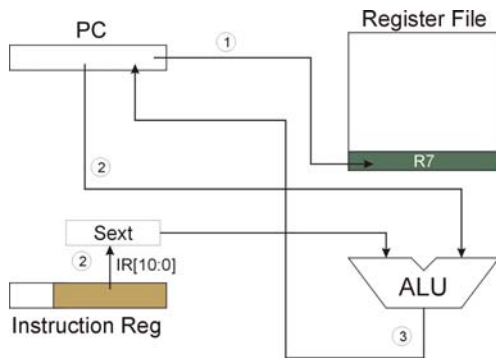 PC
1
Register File
R7
2
Sext
2
IR[10:0]
ALU
Instruction Reg
3